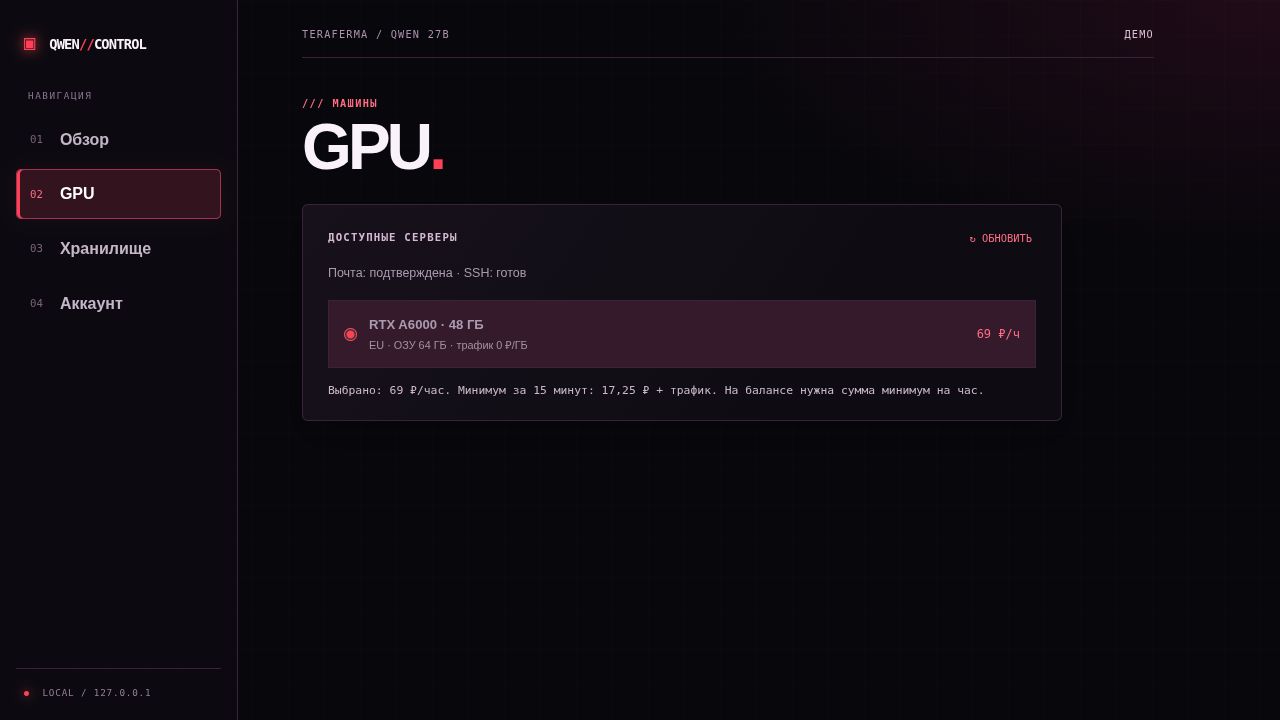 QWEN//CONTROL
НАВИГАЦИЯ
01 Обзор
02 GPU
03 Хранилище
04 Аккаунт
LOCAL / 127.0.0.1
TERAFERMA / QWEN 27B
ДЕМО
/// МАШИНЫ
GPU.
ДОСТУПНЫЕ СЕРВЕРЫ
↻ ОБНОВИТЬ
Почта: подтверждена · SSH: готов
RTX A6000 · 48 ГБ
EU · ОЗУ 64 ГБ · трафик 0 ₽/ГБ
69 ₽/ч
Выбрано: 69 ₽/час. Минимум за 15 минут: 17,25 ₽ + трафик. На балансе нужна сумма минимум на час.